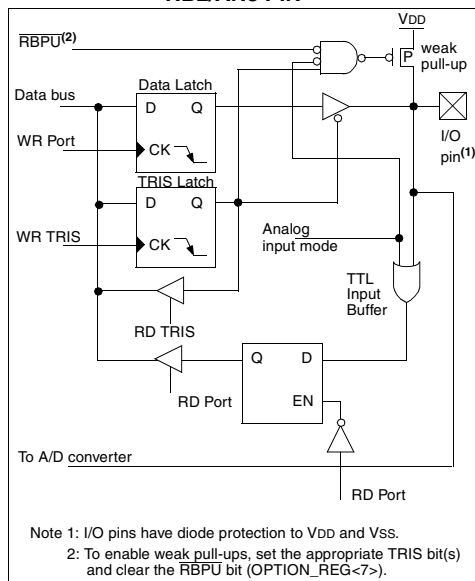 RBPU(2)
VDD
P
weak
pull-up
Data bus
Data Latch
D Q
WR Port
CK
I/O
pin(1)
TRIS Latch
D Q
WR TRIS
CK
Analog
input mode
TTL
Input
Buffer
RD TRIS
Q D
RD Port
EN
To A/D converter
RD Port
Note 1: I/O pins have diode protection to VDD and VSS.
2: To enable weak pull-ups, set the appropriate TRIS bit(s)
and clear the RBPU bit (OPTION_REG<7>).